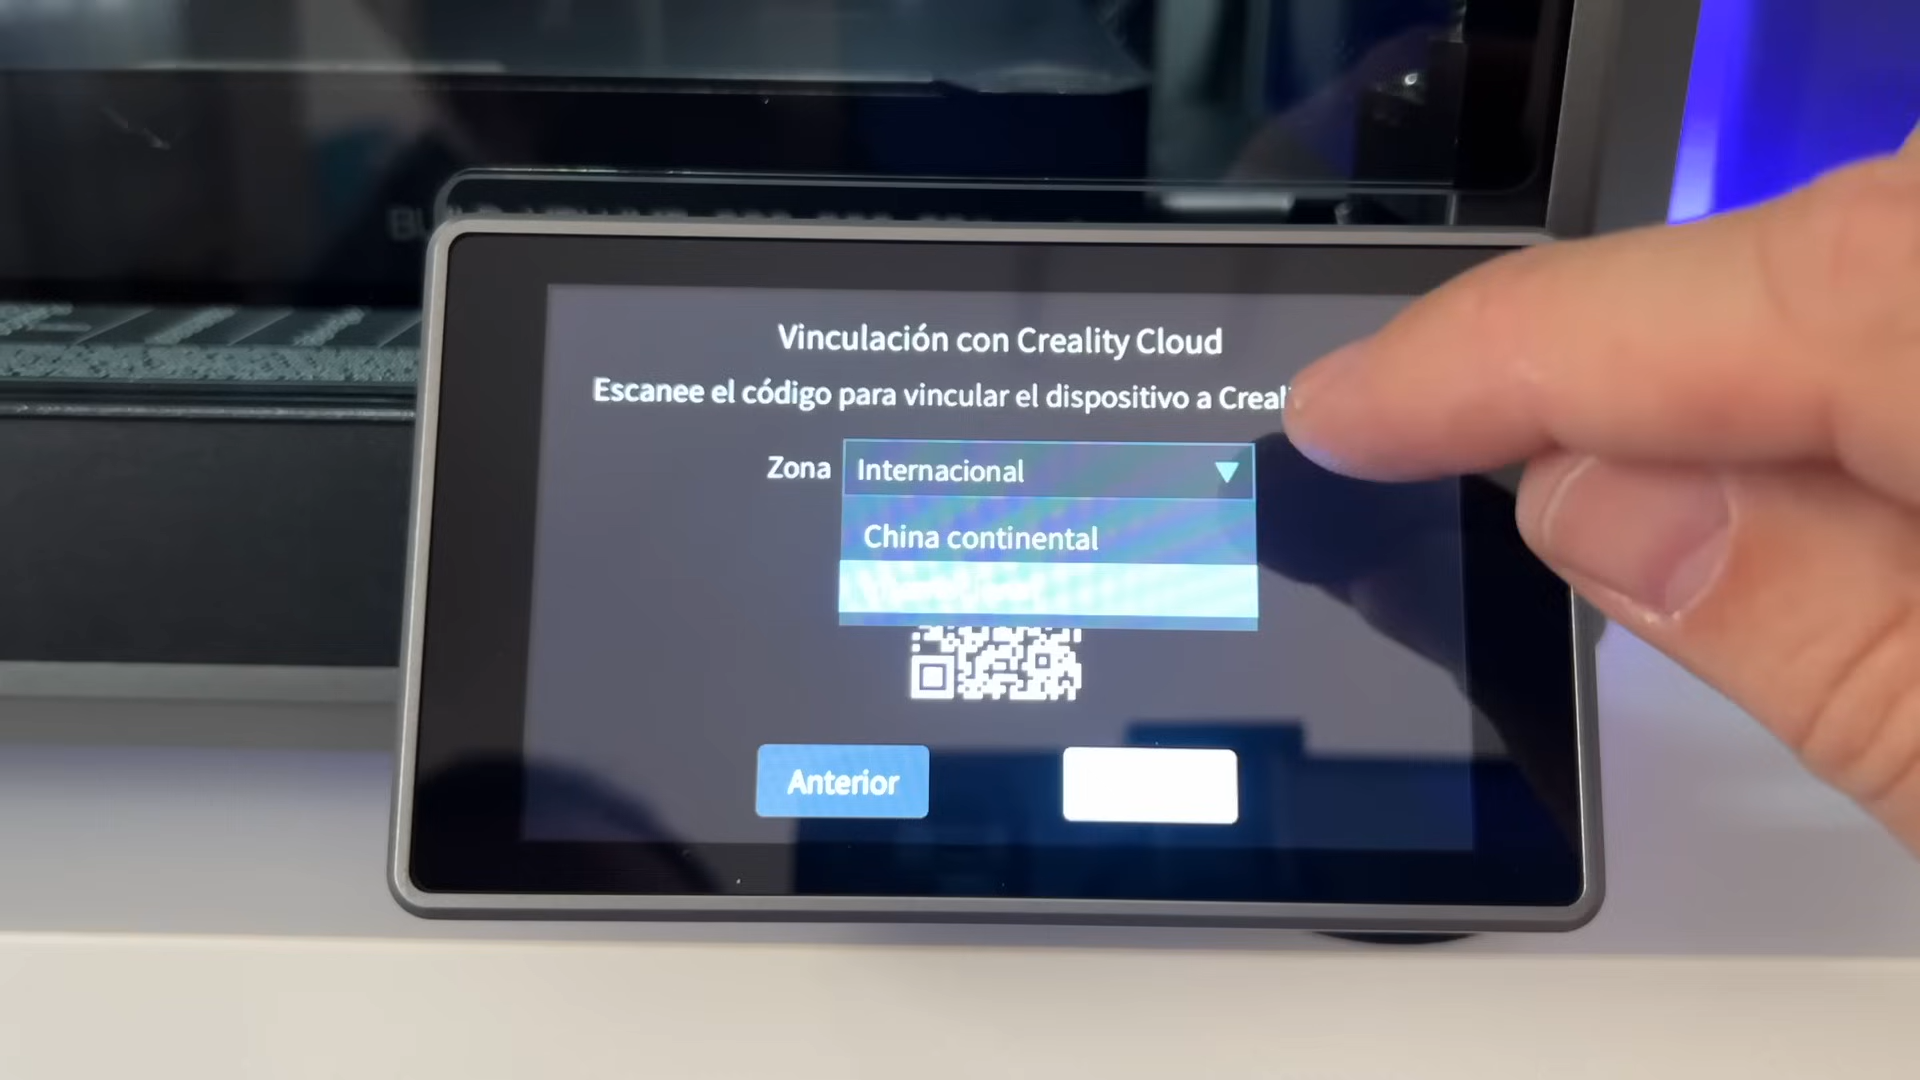 Vinculación con Creality Cloud
Escanee el código para vincular el dispositivo a Creal
Zona Internacional
China continental
Anterior